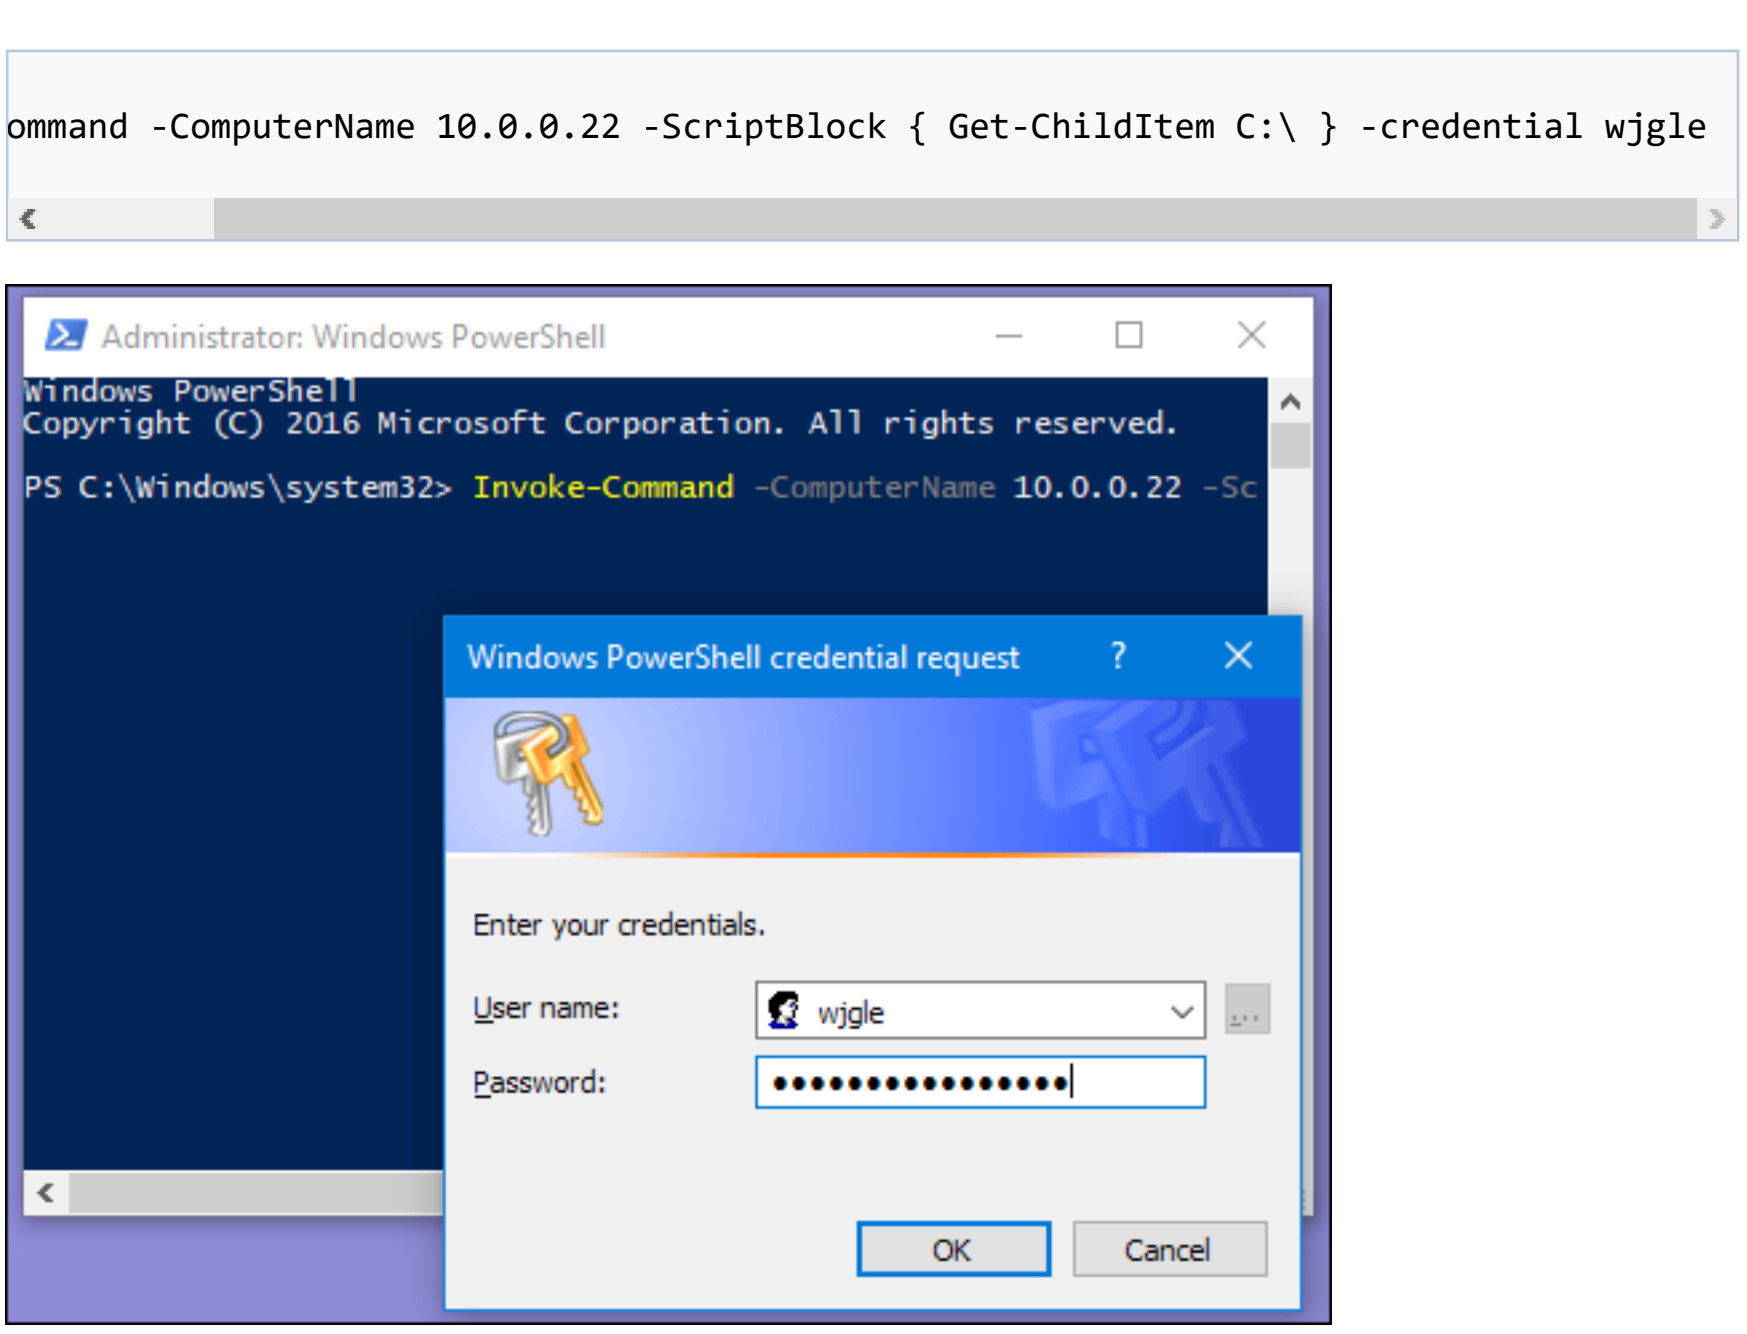 ommand -ComputerName 10.0.0.22 -ScriptBlock { Get-ChildItem C:\ } -credential wjgle
Administrator: Windows PowerShell
Windows PowerShell
Copyright (C) 2016 Microsoft Corporation. All rights reserved.
PS C:\Windows\system32> Invoke-Command -ComputerName 10.0.0.22 -Sc
Windows PowerShell credential request
Enter your credentials.
User name: wjgle
...
Password: ••••••••••••••••
OK Cancel